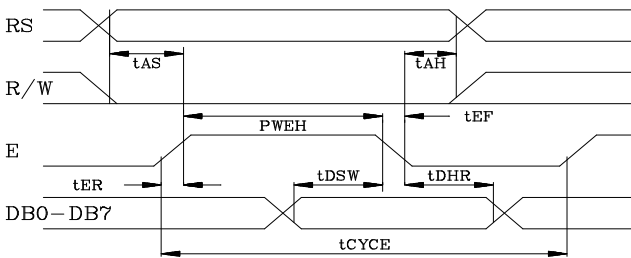 RS
tAS
tAH
R/W
PWEH
tEF
E
tER
tDSW
tDHR
DB0-DB7
tCYCE